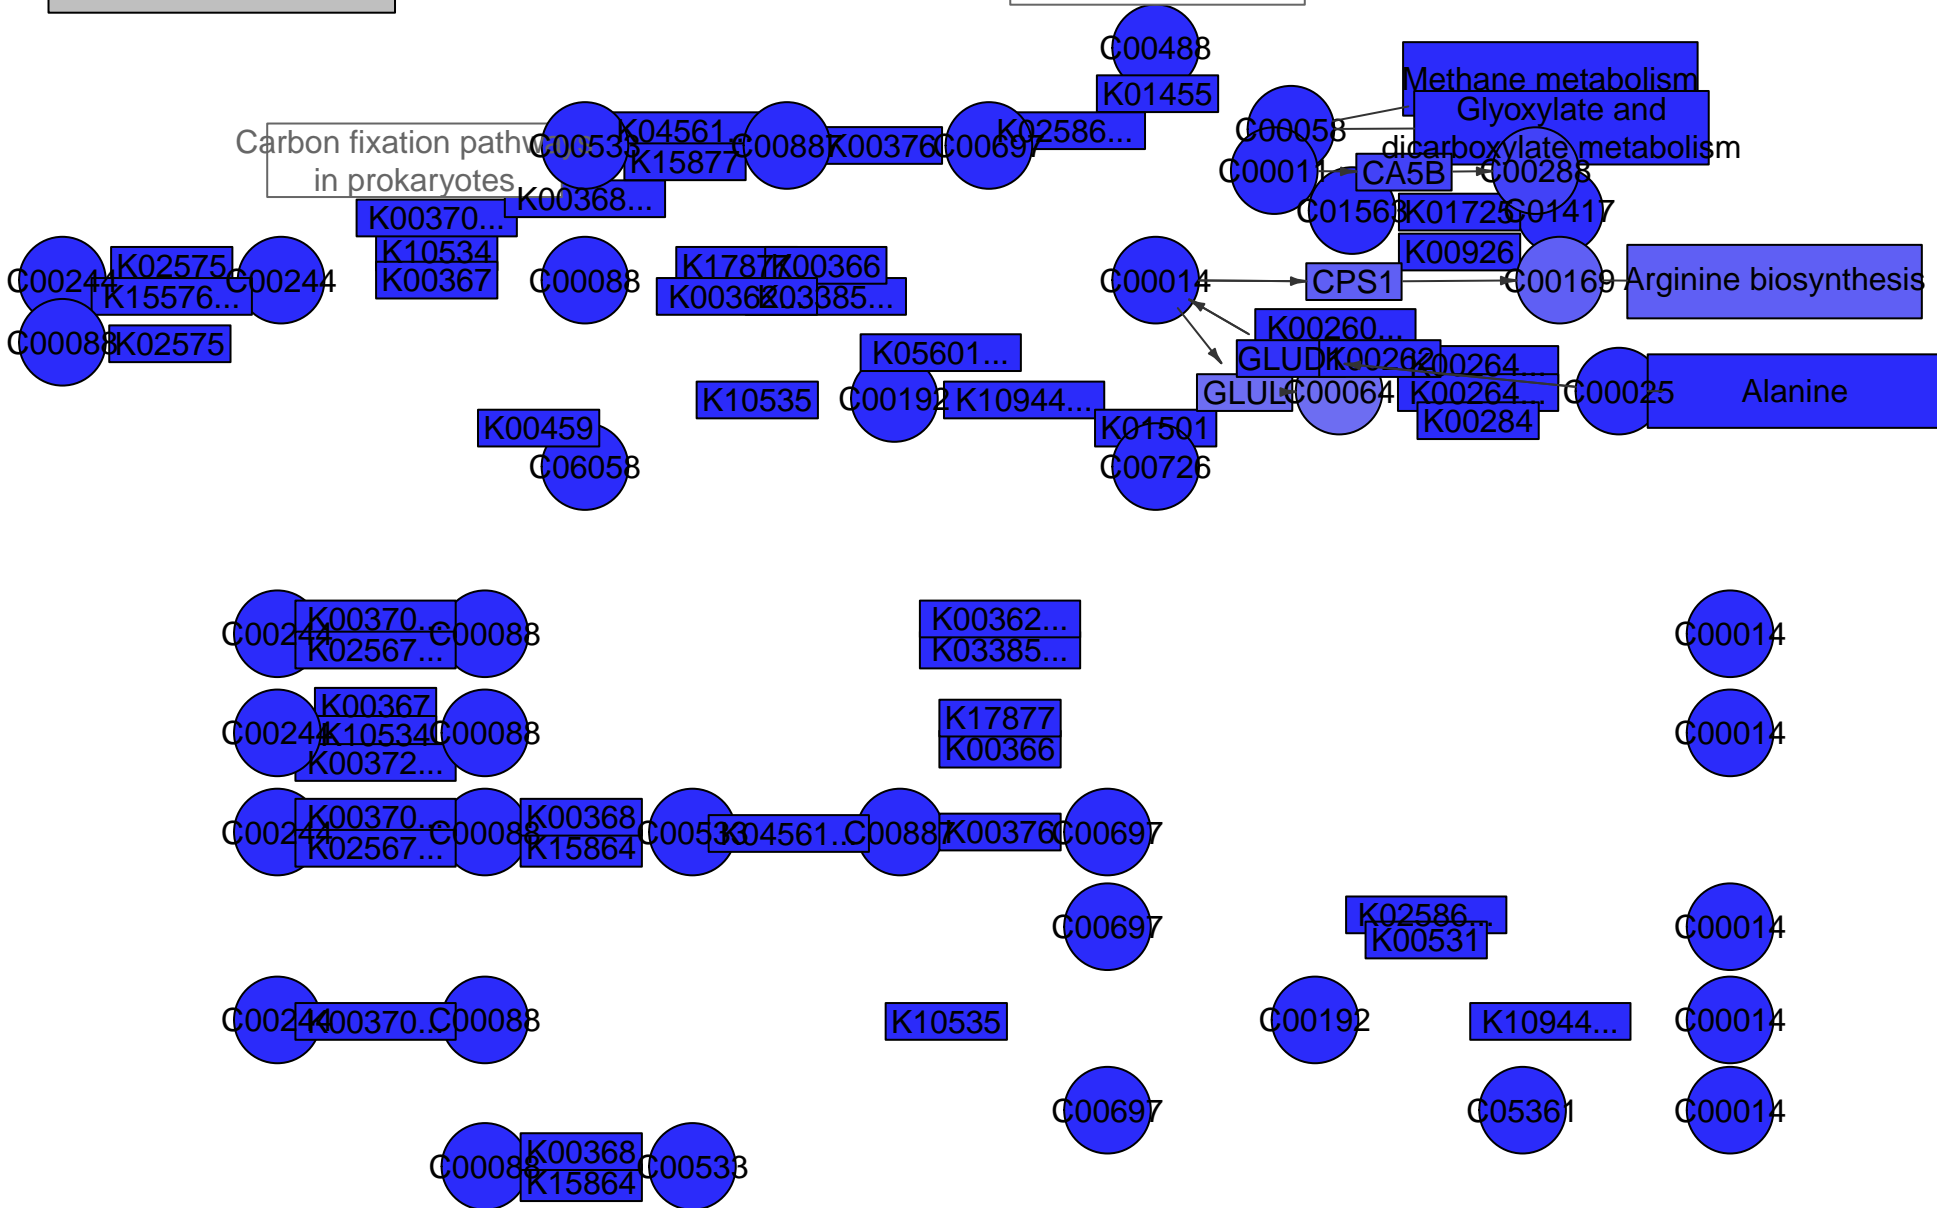 C00488
Methane metabolism
K01455
Glyoxylate and
dicarboxylate metabolism
Carbon fixation pathways
in prokaryotes
C00533
K04561...
K15877
C00887
K00376
C00697
K02586...
C00058
C00011
CA5B
C00288
K00368...
K00370...
C01563
K01725
C01417
K10534
K00367
K00926
C00244
K02575
K15576...
C00244
C00088
K17877
K00366
K00362...
K03385...
C00014
CPS1
C00169
Arginine biosynthesis
C00088
K02575
K00260...
K05601...
GLUD1
K00262
K00264...
K10535
C00192
K10944...
GLUL
C00064
K00264...
C00025
Alanine
K00459
K01501
K00284
C06058
C00726
C00244
K00370...
K02567...
C00088
K00362...
K03385...
C00014
C00244
K00367
K10534
K00372...
C00088
K17877
K00366
C00014
C00244
K00370...
K02567...
C00088
K00368
K15864
C00533
K04561...
C00887
K00376
C00697
C00697
K02586...
K00531
C00014
C00244
K00370...
C00088
K10535
C00192
K10944...
C00014
C00697
C05361
C00014
C00088
K00368
K15864
C00533